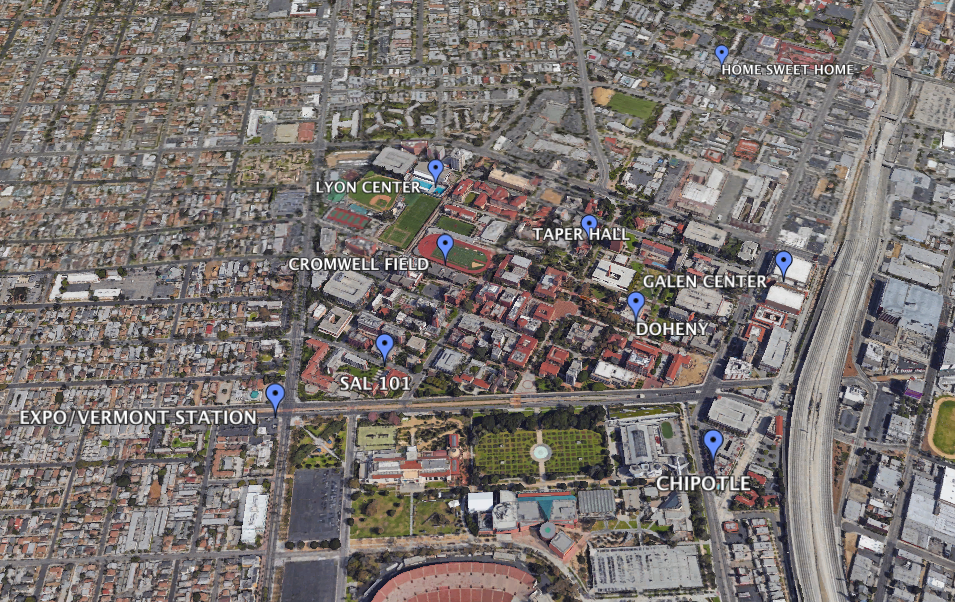 HOME SWEET HOME
LYON CENTER
TAPER HALL
CROMWELL FIELD
GALEN CENTER
DOHENY
SAL 101
EXPO/VERMONT STATION
CHIPOTLE